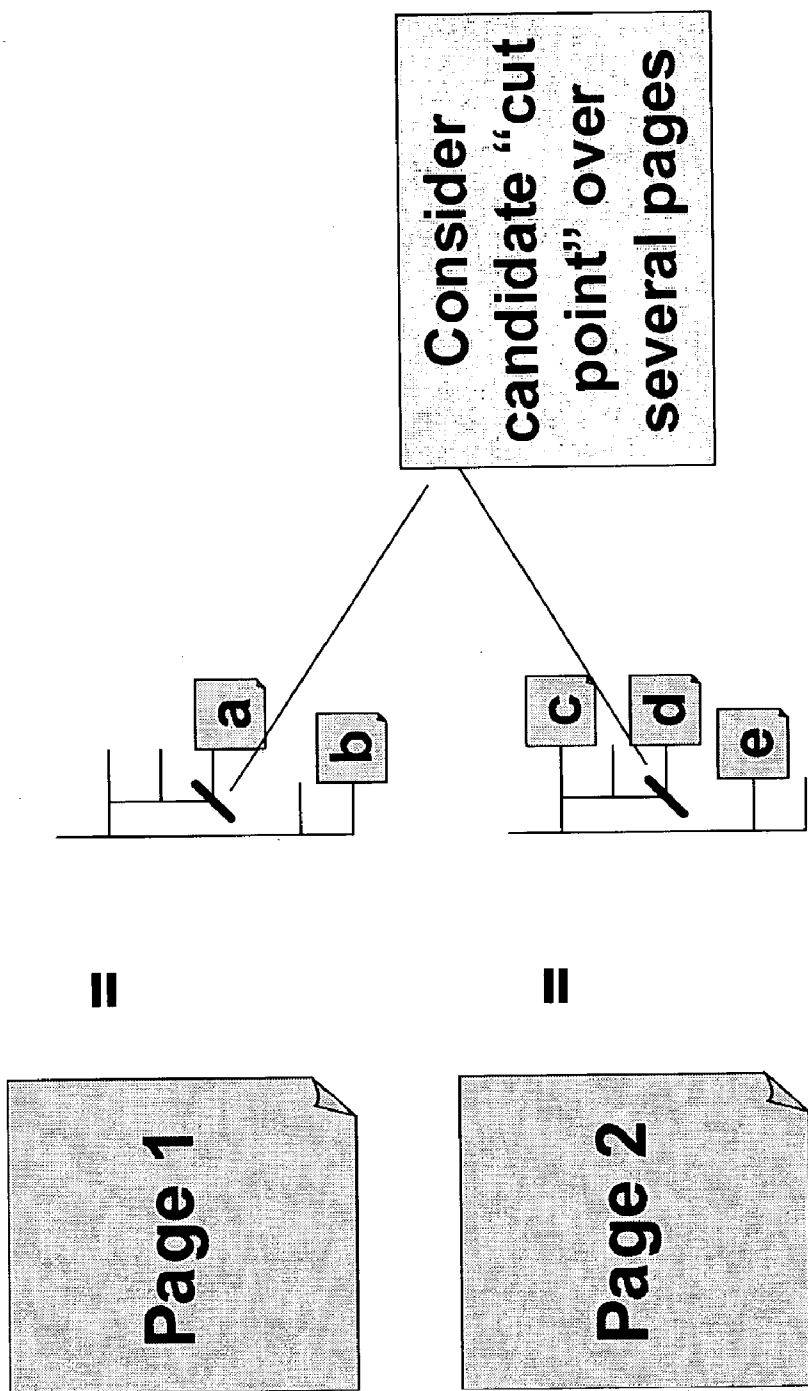 Page 1
=
a
b
Page 2
=
c
d
e
Consider
candidate “cut
point” over
several pages